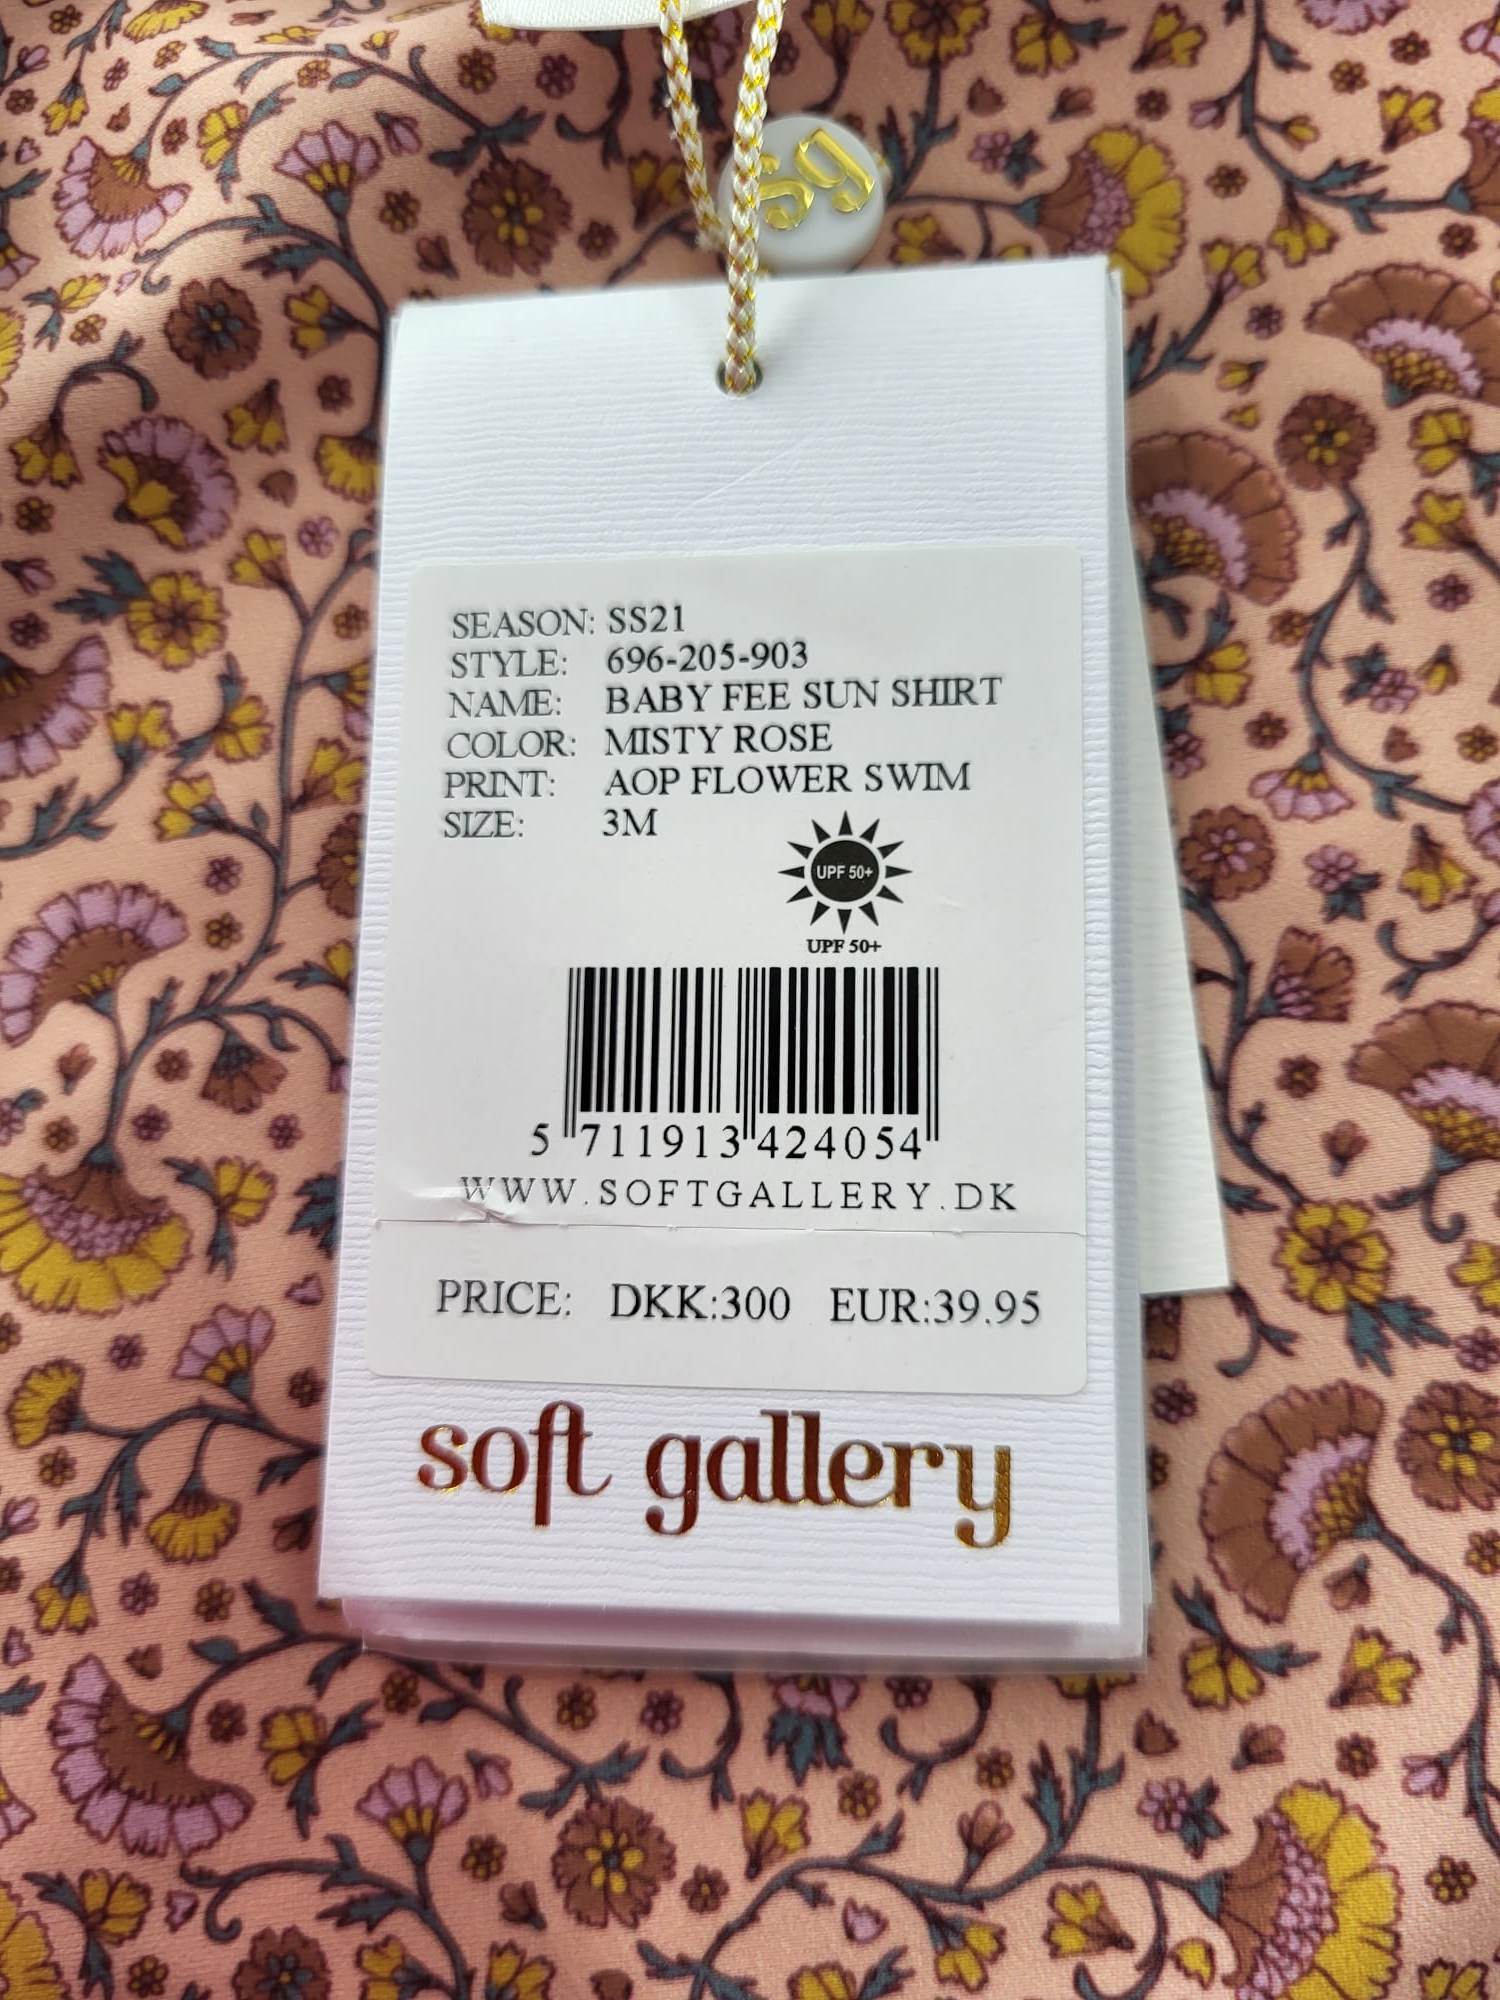 sg
SEASON: SS21
STYLE: 696-205-903
NAME: BABY FEE SUN SHIRT
COLOR: MISTY ROSE
PRINT: AOP FLOWER SWIM
SIZE: 3M
UPF 50+
UPF 50+
5 711913 424054
WWW.SOFTGALLERY.DK
PRICE: DKK:300 EUR:39.95
soft gallery